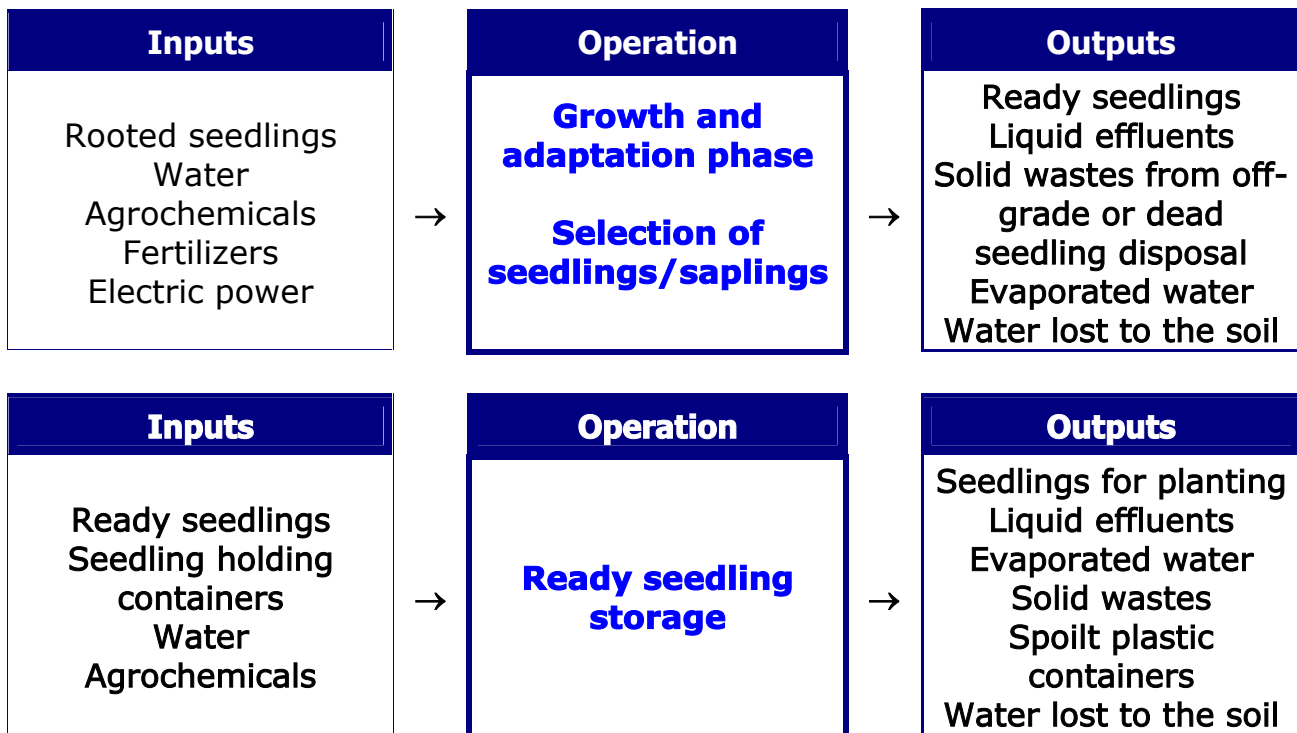 Inputs
Rooted seedlings
Water
Agrochemicals
Fertilizers
Electric power
→
Operation
Growth and
adaptation phase
Selection of
seedlings/saplings
→
Outputs
Ready seedlings
Liquid effluents
Solid wastes from off-
grade or dead
seedling disposal
Evaporated water
Water lost to the soil
Inputs
Ready seedlings
Seedling holding
containers
Water
Agrochemicals
→
Operation
Ready seedling
storage
→
Outputs
Seedlings for planting
Liquid effluents
Evaporated water
Solid wastes
Spoilt plastic
containers
Water lost to the soil